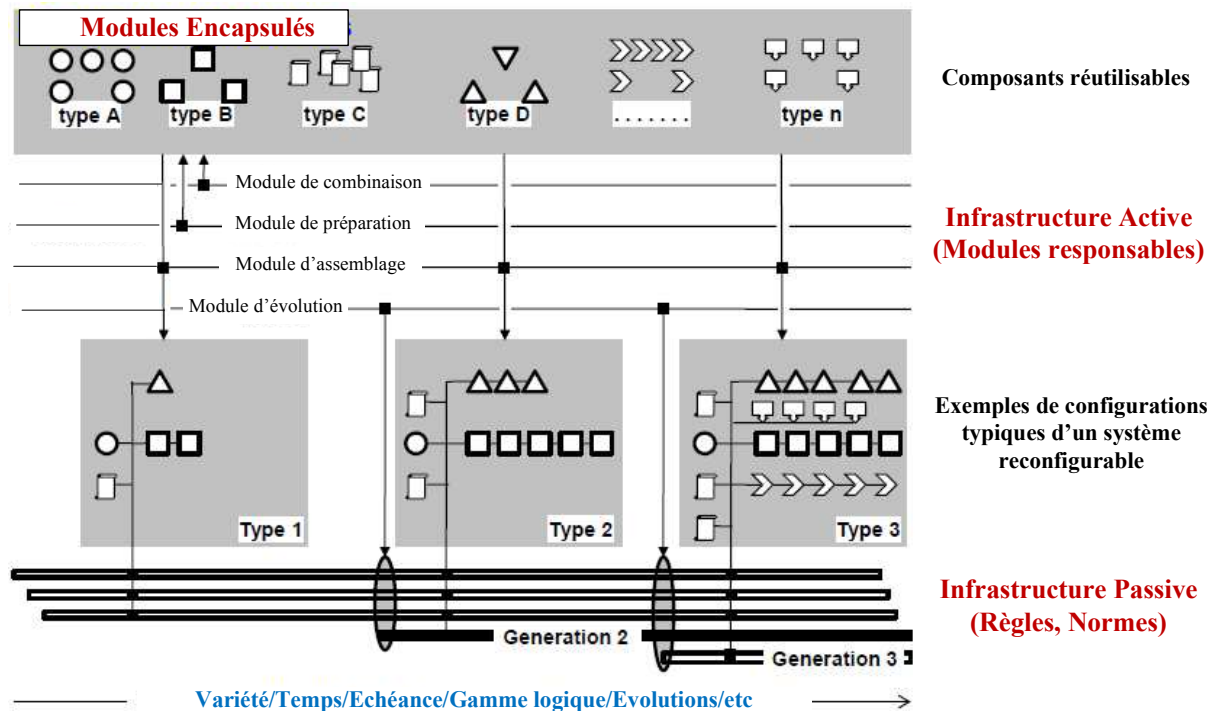 Modules Encapsulés
type A
type B
type C
type D
. . . . . . .
type n
Composants réutilisables
Module de combinaison
Module de préparation
Module d'assemblage
Module d'évolution
Infrastructure Active
(Modules responsables)
Type 1
Type 2
Type 3
Exemples de configurations
typiques d'un système
reconfigurable
Infrastructure Passive
(Règles, Normes)
Generation 2
Generation 3
Variété/Temps/Echéance/Gamme logique/Evolutions/etc